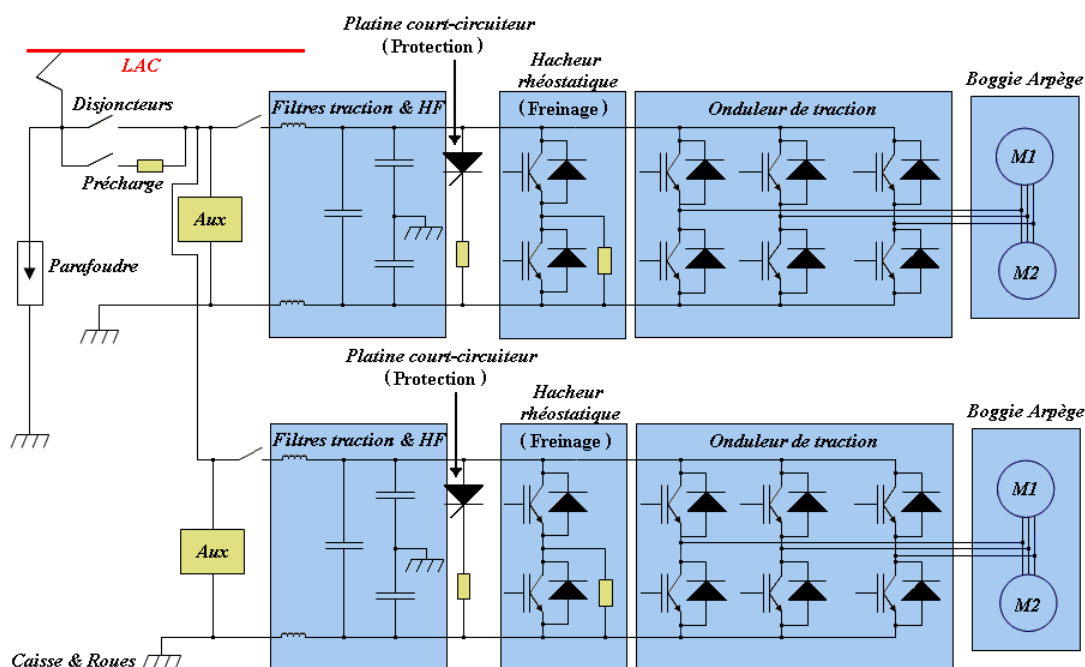 Platine court-circuiteur
( Protection )
LAC
Hacheur
rhéostatique
( Freinage )
Boggie Arpège
Disjoncteurs
Filtres traction & HF
Onduleur de traction
M1
Précharge
Aux
Parafoudre
M2
Platine court-circuiteur
( Protection )
Hacheur
rhéostatique
( Freinage )
Boggie Arpège
Filtres traction & HF
Onduleur de traction
M1
Aux
M2
Caisse & Roues